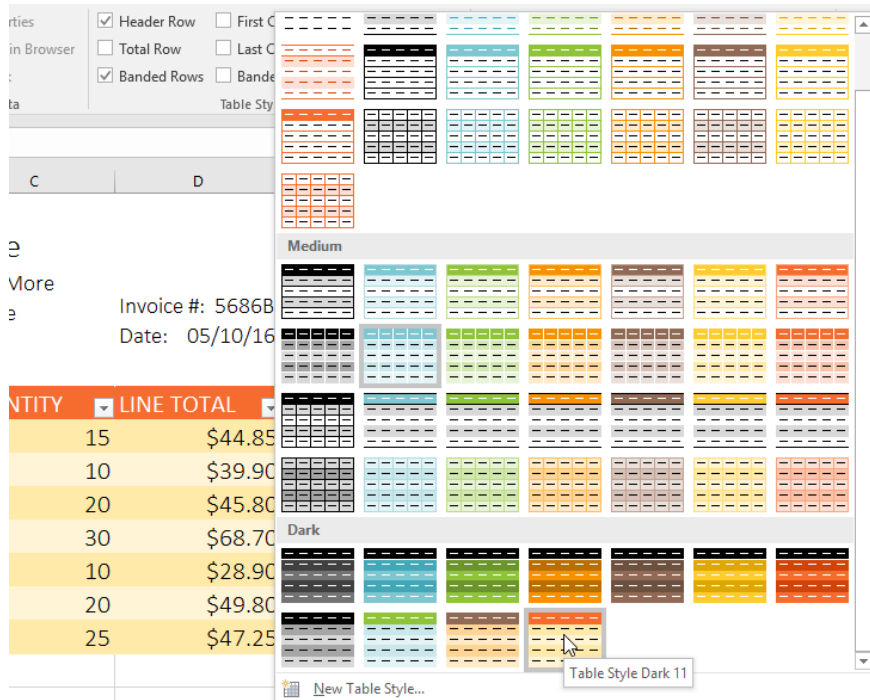 rties
Header Row
First C
in Browser
Total Row
Last C
Banded Rows
Bande
ta
Table Sty
C
D
e
More
e
Invoice #: 5686B
Date: 05/10/16
NTITY
LINE TOTAL
15
$44.85
10
$39.90
20
$45.80
30
$68.70
10
$28.90
20
$49.80
25
$47.25
Medium
Dark
Table Style Dark 11
New Table Style...